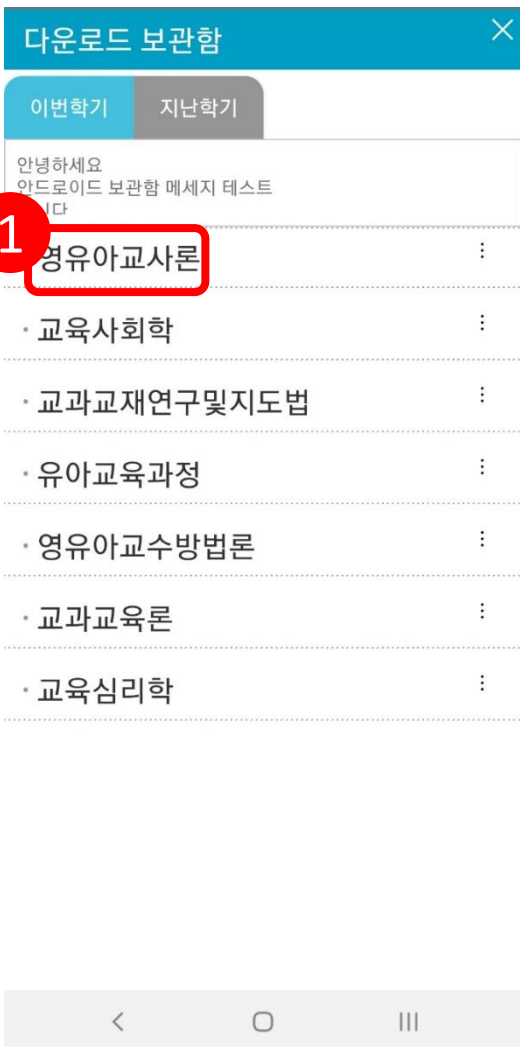 다운로드 보관함
이번학기 지난학기
안녕하세요
안드로이드 보관함 메세지 테스트
니다
1
영유아교사론
교육사회학
교과교재연구및지도법
유아교육과정
영유아교수방법론
교과교육론
교육심리학